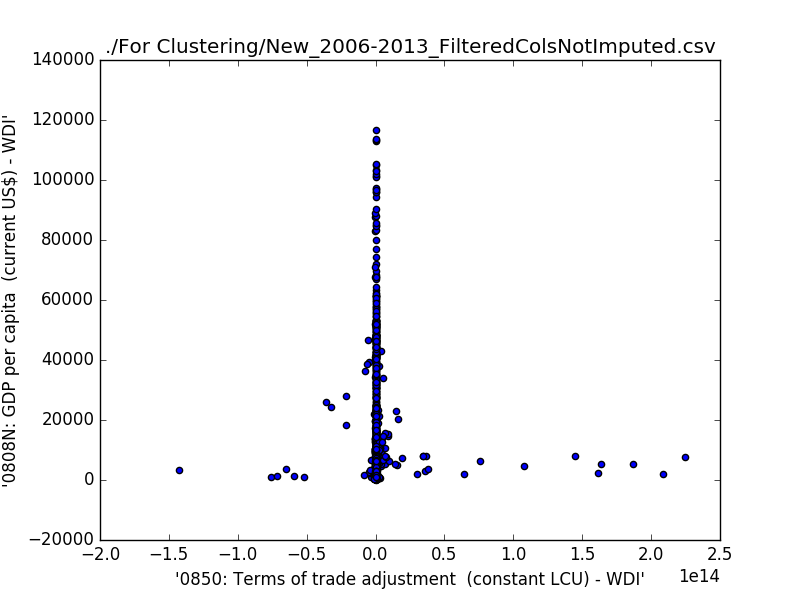 ./For Clustering/New_2006-2013_FilteredColsNotImputed.csv
140000
120000
100000
80000
60000
40000
20000
0
−20000
'0808N: GDP per capita  (current US$) - WDI'
−2.0 −1.5 −1.0 −0.5 0.0 0.5 1.0 1.5 2.0 2.5
1e14
'0850: Terms of trade adjustment  (constant LCU) - WDI'